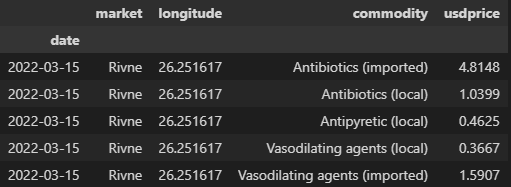 market longitude commodity usdprice
date
2022-03-15 Rivne 26.251617 Antibiotics (imported) 4.8148
2022-03-15 Rivne 26.251617 Antibiotics (local) 1.0399
2022-03-15 Rivne 26.251617 Antipyretic (local) 0.4625
2022-03-15 Rivne 26.251617 Vasodilating agents (local) 0.3667
2022-03-15 Rivne 26.251617 Vasodilating agents (imported) 1.5907